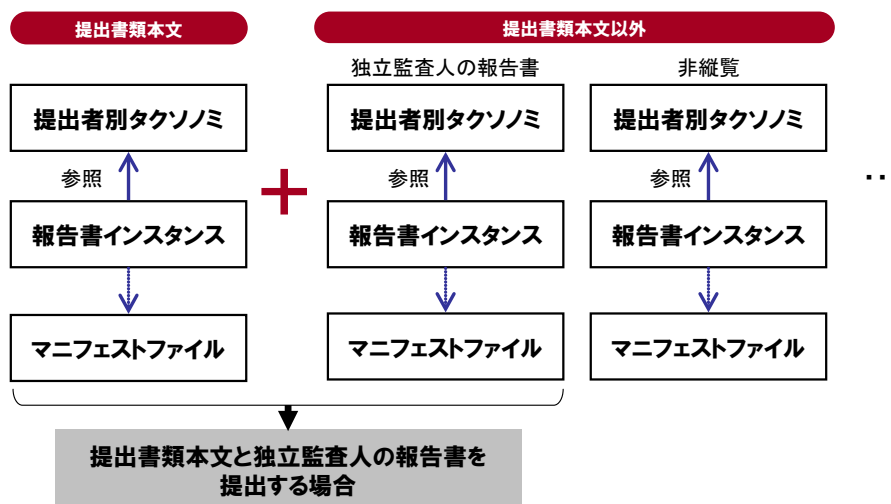 提出書類本文
提出書類本文以外
独立監査人の報告書
非縦覧
提出者別タクソノミ
提出者別タクソノミ
提出者別タクソノミ
参照
参照
参照
+
‥
報告書インスタンス
報告書インスタンス
報告書インスタンス
マニフェストファイル
マニフェストファイル
マニフェストファイル
提出書類本文と独立監査人の報告書を
提出する場合